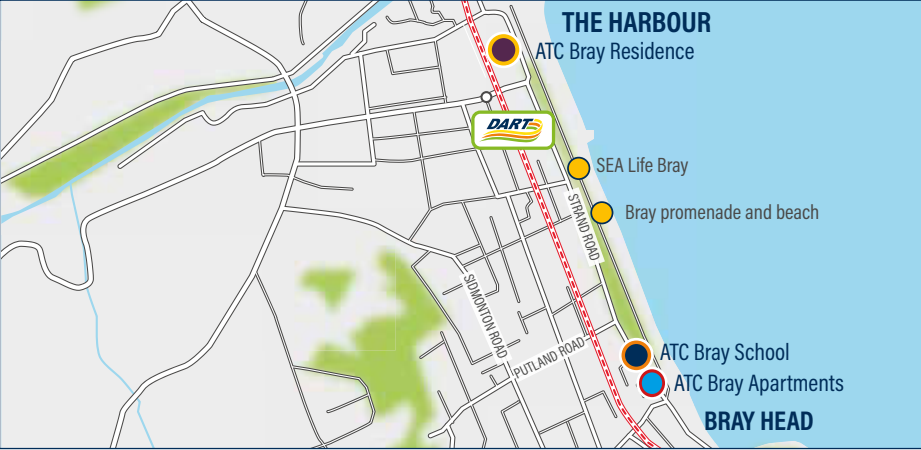 THE HARBOUR
ATC Bray Residence
DART
SEA Life Bray
STRAND ROAD
Bray promenade and beach
SIDMONTON ROAD
PUTLAND ROAD
ATC Bray School
ATC Bray Apartments
BRAY HEAD